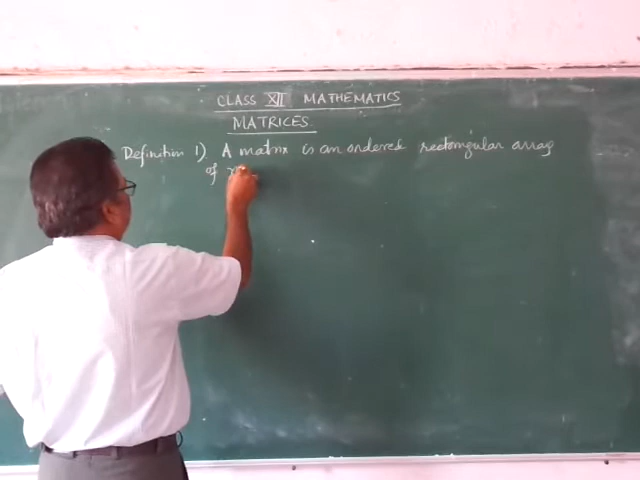 CLASS XII MATHEMATICS
MATRICES
Definition 1) A matrix is an ordered rectangular array
of